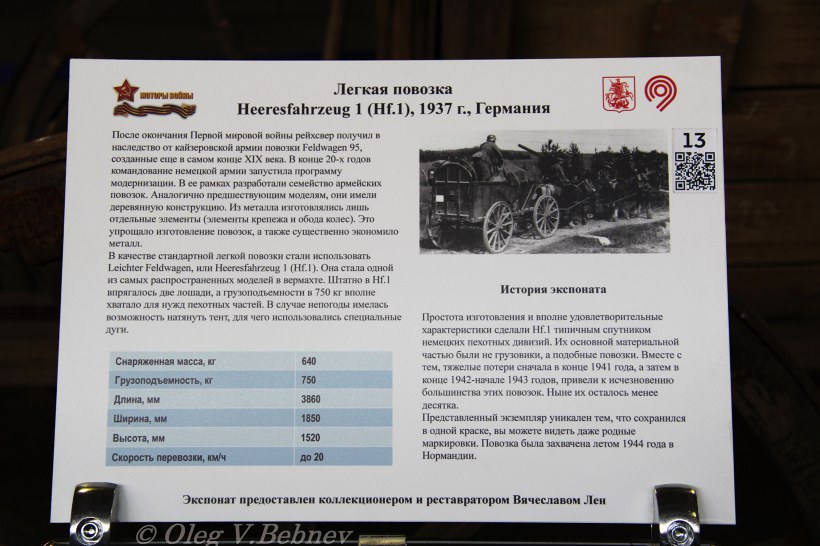 МОТОРЫ ВОЙНЫ
Легкая повозка
Heeresfahrzeug 1 (Hf.1), 1937 г., Германия
13
После окончания Первой мировой войны рейхсвер получил в
наследство от кайзеровской армии повозки Feldwagen 95,
созданные еще в самом конце XIX века. В конце 20-х годов
командование немецкой армии запустила программу
модернизации. В ее рамках разработали семейство армейских
повозок. Аналогично предшествующим моделям, они имели
деревянную конструкцию. Из металла изготовлялись лишь
отдельные элементы (элементы крепежа и обода колес). Это
упрощало изготовление повозок, а также существенно экономило
металл.
В качестве стандартной легкой повозки стали использовать
Leichter Feldwagen, или Heeresfahrzeug 1 (Hf.1). Она стала одной
из самых распространенных моделей в вермахте. Штатно в Hf.1
впрягалось две лошади, а грузоподъемности в 750 кг вполне
хватало для нужд пехотных частей. В случае непогоды имелась
возможность натянуть тент, для чего использовались специальные
дуги.
Снаряженная масса, кг 640
Грузоподъемность, кг 750
Длина, мм 3860
Ширина, мм 1850
Высота, мм 1520
Скорость перевозки, км/ч до 20
История экспоната
Простота изготовления и вполне удовлетворительные
характеристики сделали Hf.1 типичным спутником
немецких пехотных дивизий. Их основной материальной
частью были не грузовики, а подобные повозки. Вместе с
тем, тяжелые потери сначала в конце 1941 года, а затем в
конце 1942-начале 1943 годов, привели к исчезновению
большинства этих повозок. Ныне их осталось менее
десятка.
Представленный экземпляр уникален тем, что сохранился
в одной краске, вы можете видеть даже родные
маркировки. Повозка была захвачена летом 1944 года в
Нормандии.
Экспонат предоставлен коллекционером и реставратором Вячеславом Лен
© Oleg V.Bebnev